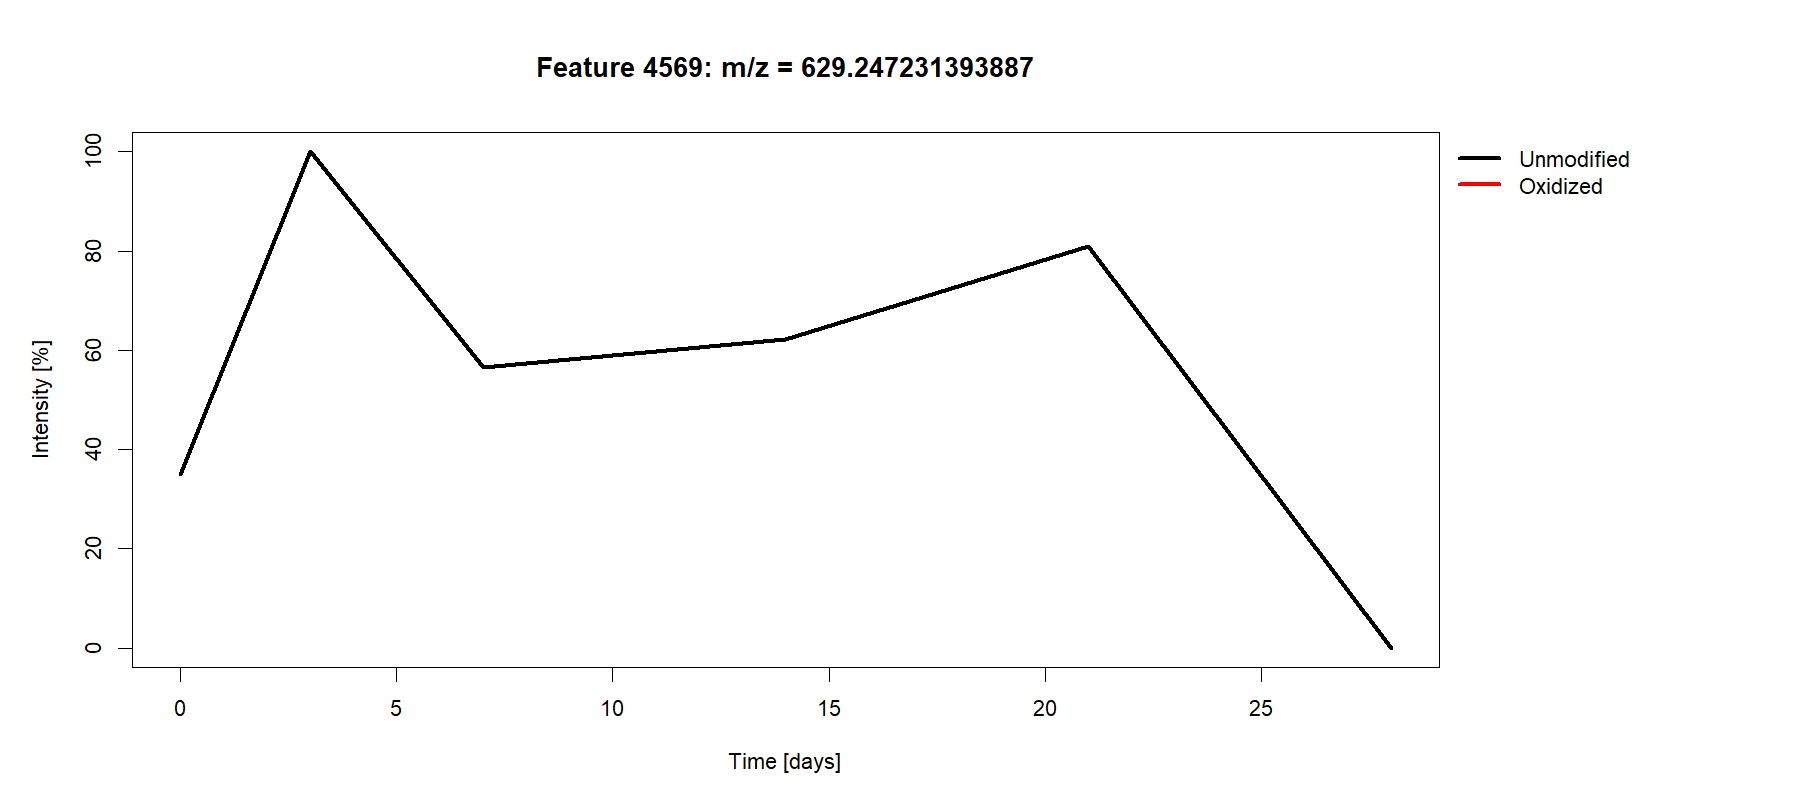 Feature 4569: m/z = 629.247231393887
Unmodified
Oxidized
100
80
60
40
20
0
Intensity [%]
0 5 10 15 20 25
Time [days]